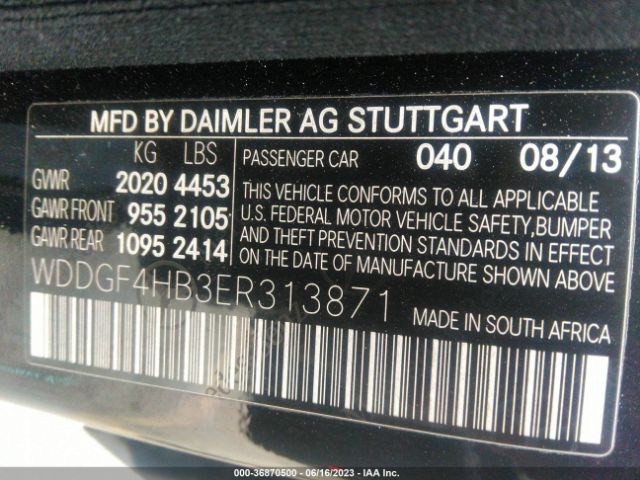 MFD BY DAIMLER AG STUTTGART
KG LBS
GVWR 2020 4453
GAWR FRONT 955 2105
GAWR REAR 1095 2414
PASSENGER CAR 040 08/13
THIS VEHICLE CONFORMS TO ALL APPLICABLE
U.S. FEDERAL MOTOR VEHICLE SAFETY, BUMPER
AND THEFT PREVENTION STANDARDS IN EFFECT
ON THE DATE OF MANUFACTURE SHOWN ABOVE
WDDGF4HB3ER313871
MADE IN SOUTH AFRICA
000-36870500 - 06/16/2023 - IAA Inc.